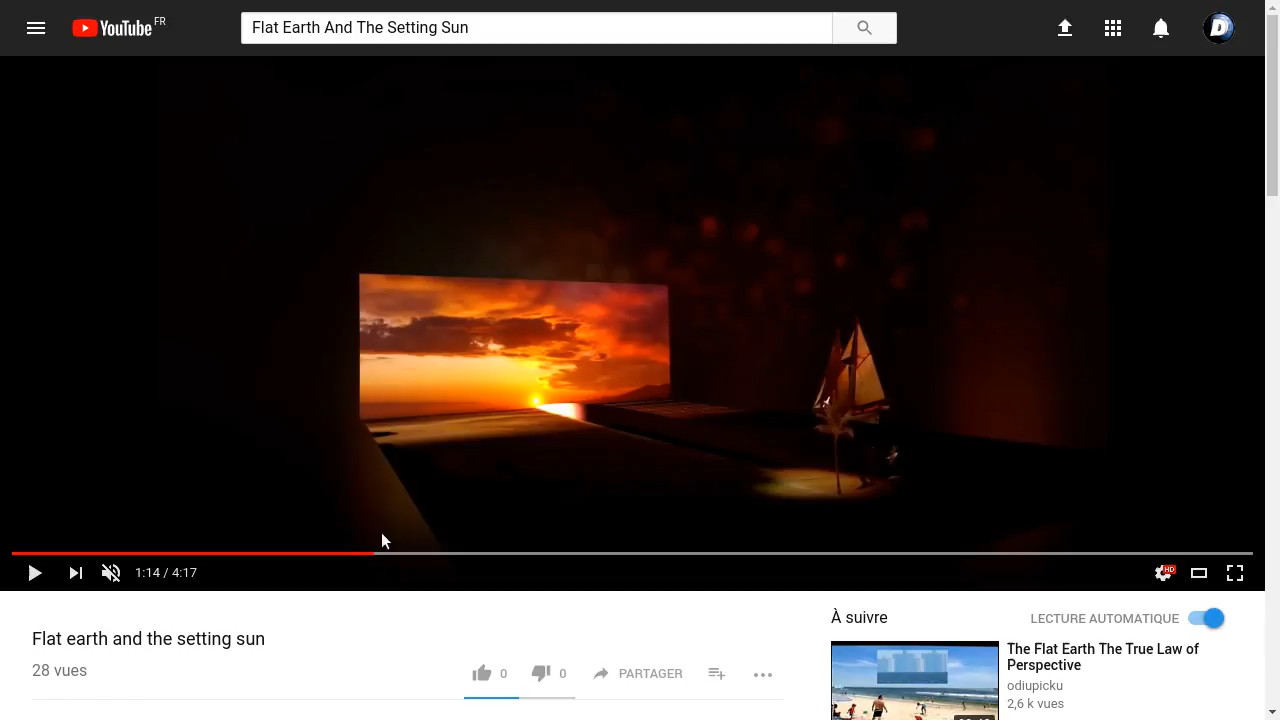 YouTube FR
Flat Earth And The Setting Sun
D
1:14 / 4:17
HD
Flat earth and the setting sun
28 vues
0
0
PARTAGER
À suivre
LECTURE AUTOMATIQUE
The Flat Earth The True Law of
Perspective
odiupicku
2,6 k vues